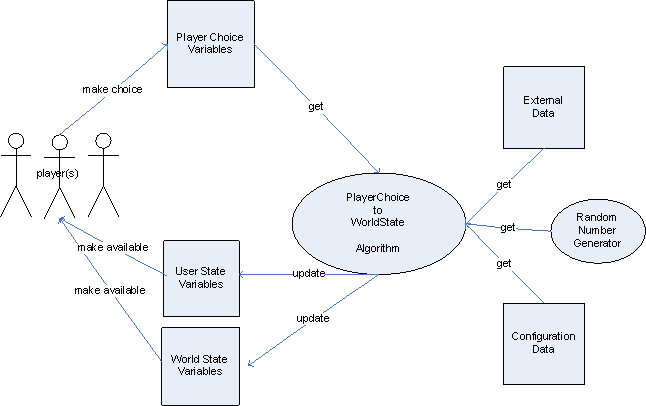 Player Choice
Variables
make choice
get
External
Data
player(s)
PlayerChoice
to
WorldState
Algorithm
get
get
Random
Number
Generator
get
make available
User State
Variables
update
make available
update
World State
Variables
Configuration
Data